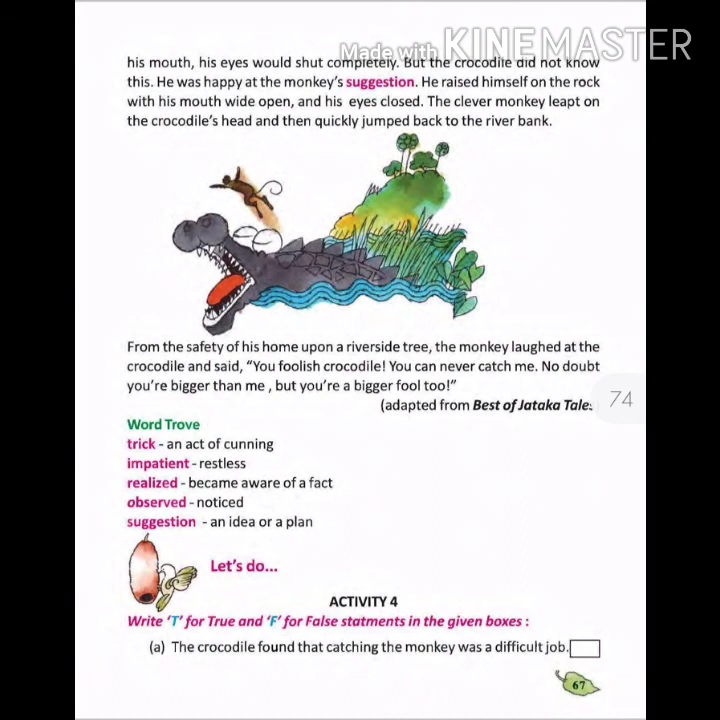 Made with KINEMASTER
his mouth, his eyes would shut completely. But the crocodile did not know
this. He was happy at the monkey's suggestion. He raised himself on the rock
with his mouth wide open, and his eyes closed. The clever monkey leapt on
the crocodile's head and then quickly jumped back to the river bank.
From the safety of his home upon a riverside tree, the monkey laughed at the
crocodile and said, "You foolish crocodile! You can never catch me. No doubt
you're bigger than me , but you're a bigger fool too!"
74
(adapted from Best of Jataka Tales
Word Trove
trick - an act of cunning
impatient - restless
realized - became aware of a fact
observed - noticed
suggestion - an idea or a plan
Let's do...
ACTIVITY 4
Write 'T' for True and 'F' for False statments in the given boxes :
(a) The crocodile found that catching the monkey was a difficult job.
67